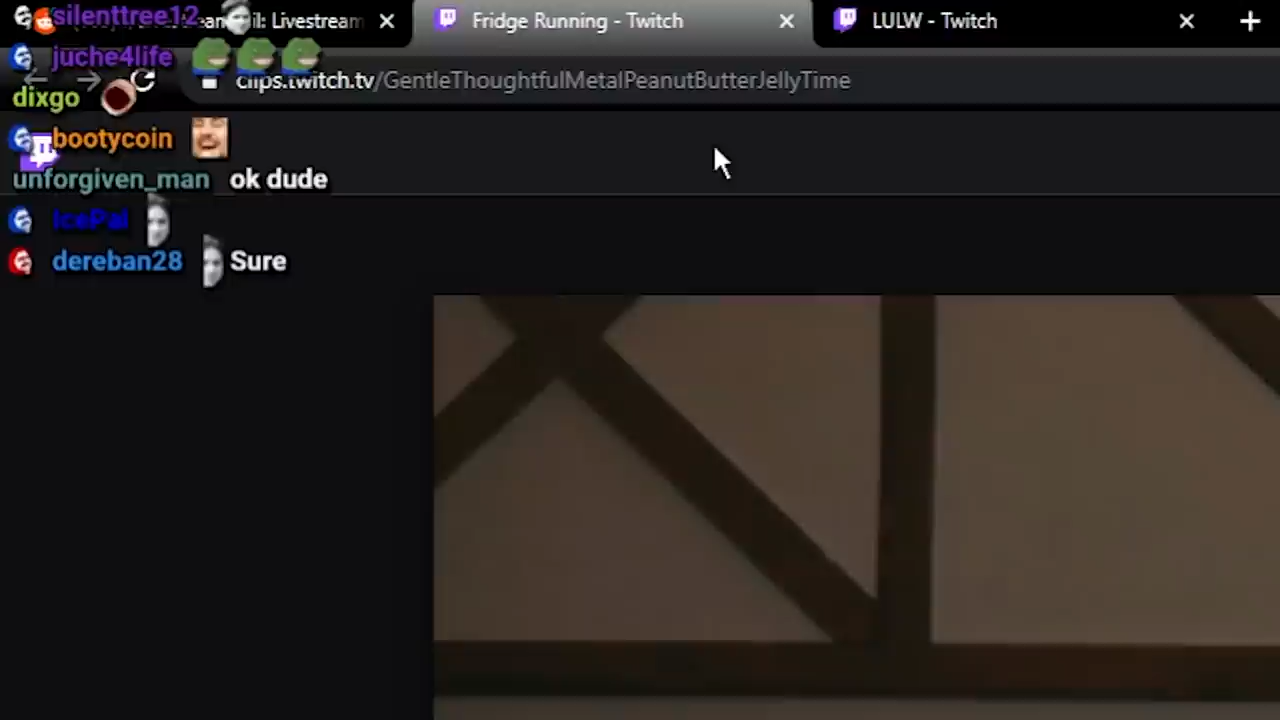 silenttree12 il: Livestream Fridge Running - Twitch LULW - Twitch
juche4life
clips.twitch.tv/GentleThoughtfulMetalPeanutButterJellyTime
dixgo
bootycoin
unforgiven_man ok dude
IcePal
dereban28 Sure